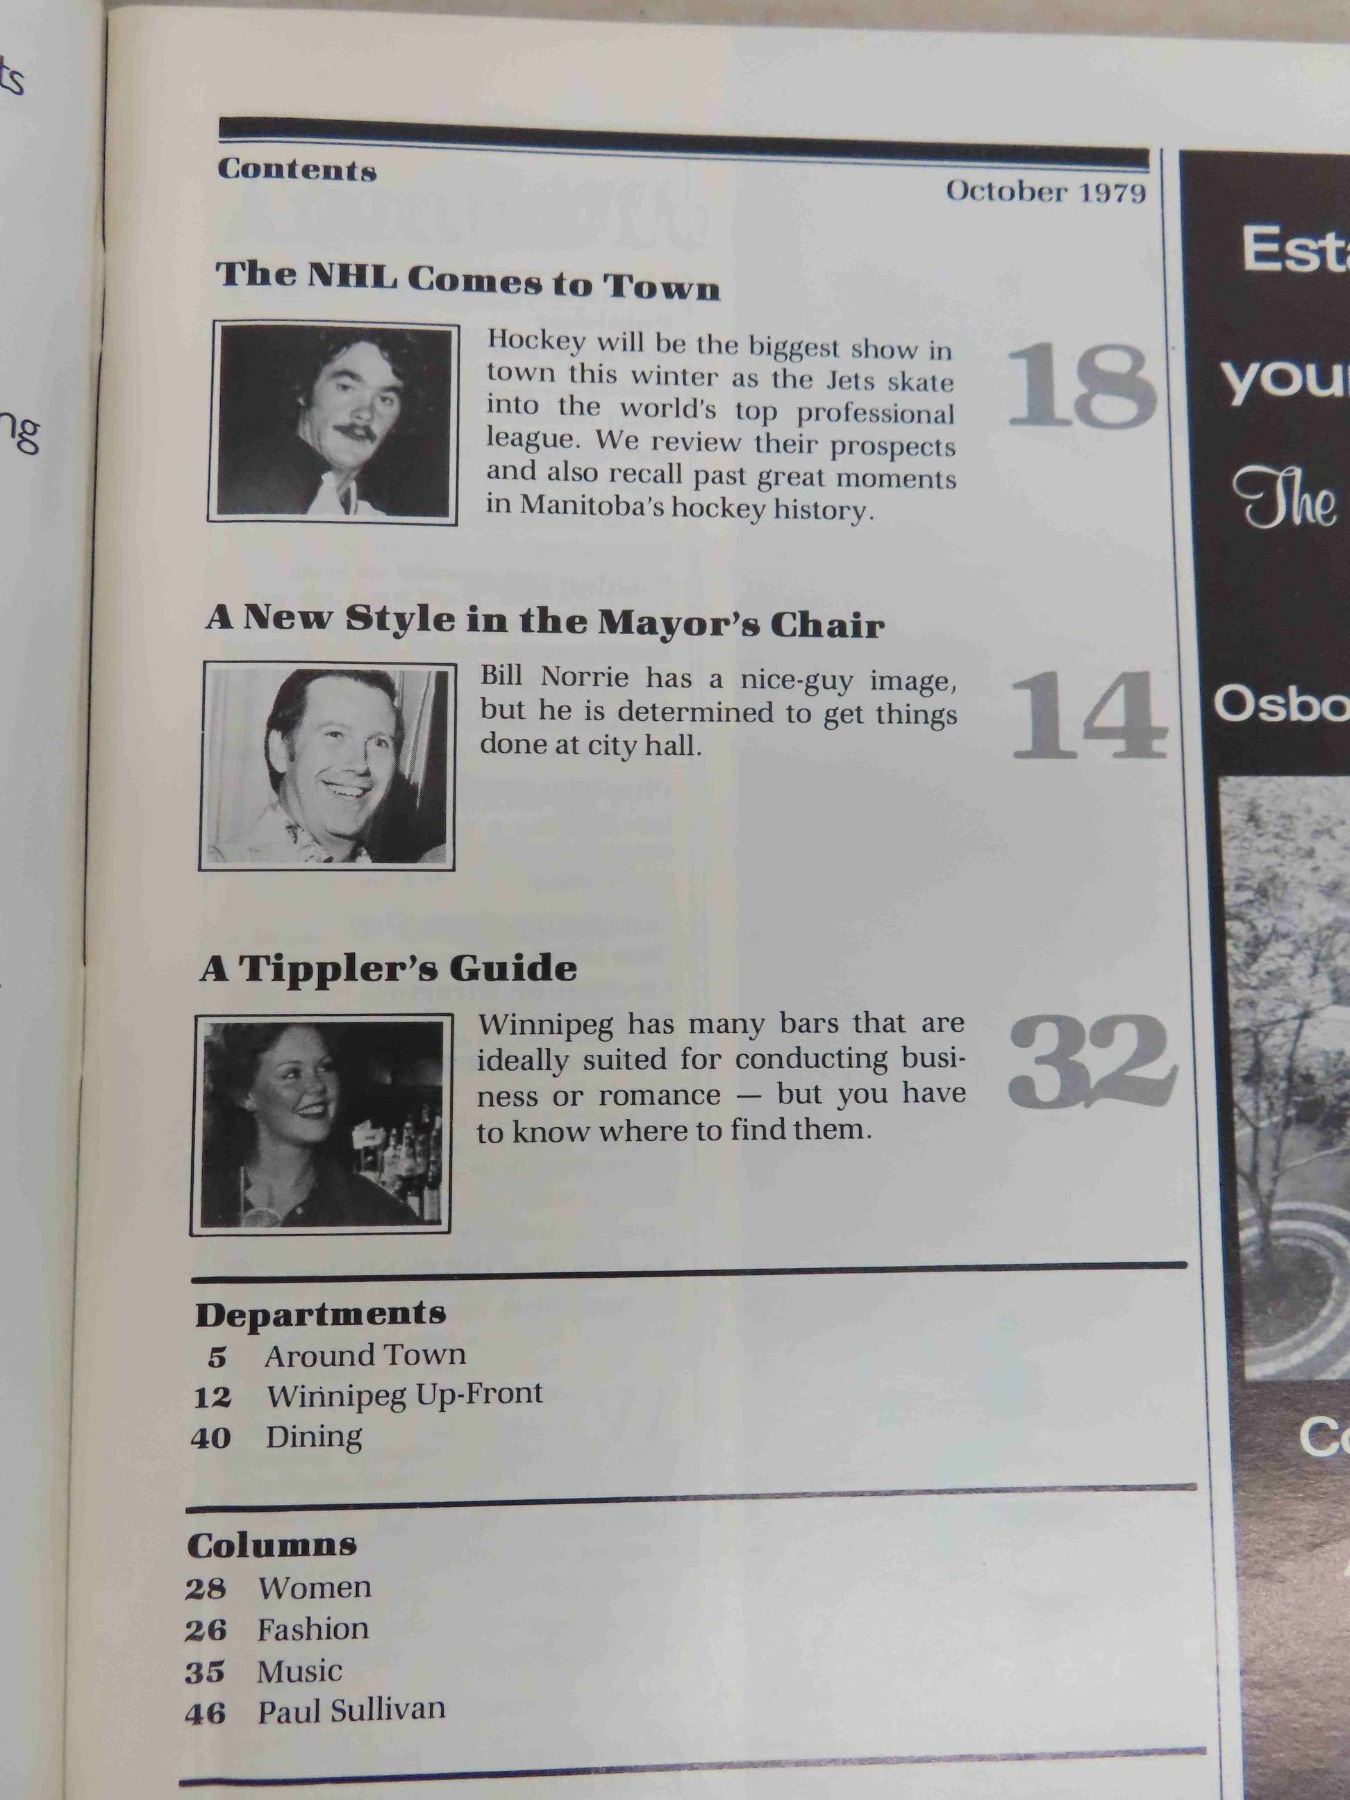 ts
ng
Contents
October 1979
The NHL Comes to Town
Hockey will be the biggest show in
town this winter as the Jets skate
into the world's top professional
league. We review their prospects
and also recall past great moments
in Manitoba's hockey history.
18
A New Style in the Mayor's Chair
Bill Norrie has a nice-guy image,
but he is determined to get things
done at city hall.
14
A Tippler's Guide
Winnipeg has many bars that are
ideally suited for conducting busi-
ness or romance — but you have
to know where to find them.
32
Departments
5 Around Town
12 Winnipeg Up-Front
40 Dining
Columns
28 Women
26 Fashion
35 Music
46 Paul Sullivan
Esta
your
The
Osbo
Co